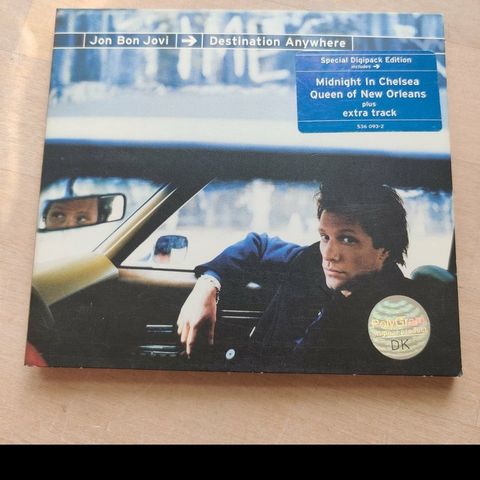 Jon Bon Jovi → Destination Anywhere
Special Digipack Edition
includes →
Midnight In Chelsea
Queen of New Orleans
plus
extra track
536 093-2
PolyGram
DK